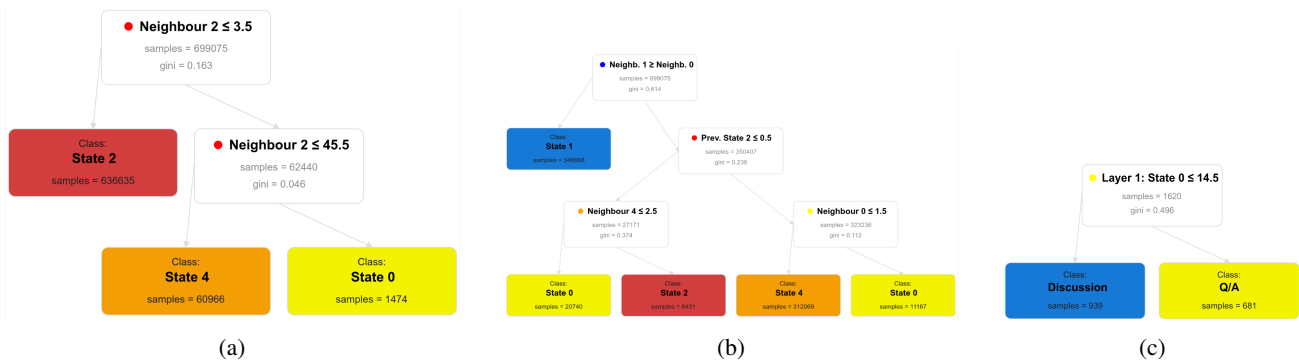 Neighbour 2 ≤ 3.5
samples = 699075
gini = 0.163
Class:
State 2
samples = 636635
Neighbour 2 ≤ 45.5
samples = 62440
gini = 0.046
Class:
State 4
samples = 60966
Class:
State 0
samples = 1474
(a)
Neighb. 1 ≥ Neighb. 0
samples = 699075
gini = 0.614
Class:
State 1
samples = 348668
Prev. State 2 ≤ 0.5
samples = 350407
gini = 0.236
Neighbour 4 ≤ 2.5
samples = 27171
gini = 0.374
Neighbour 0 ≤ 1.5
samples = 323236
gini = 0.112
Class:
State 0
samples = 20740
Class:
State 2
samples = 6431
Class:
State 4
samples = 312069
Class:
State 0
samples = 11167
(b)
Layer 1: State 0 ≤ 14.5
samples = 1620
gini = 0.496
Class:
Discussion
samples = 939
Class:
Q/A
samples = 681
(c)